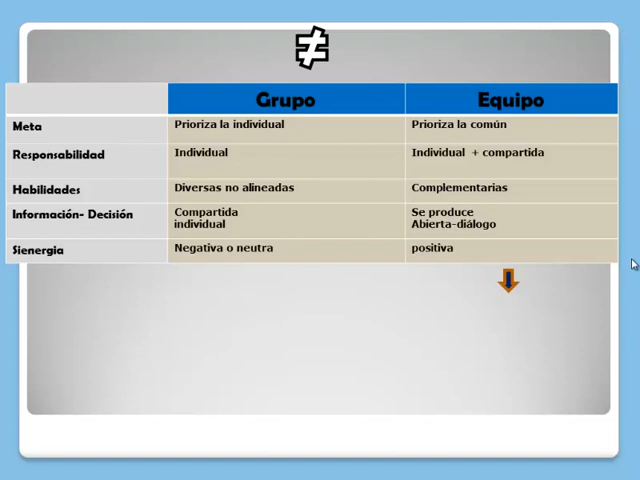 ≠
Grupo Equipo
Meta Prioriza la individual Prioriza la común
Responsabilidad Individual Individual + compartida
Habilidades Diversas no alineadas Complementarias
Información- Decisión Compartida Se produce
individual Abierta-diálogo
Sienergia Negativa o neutra positiva